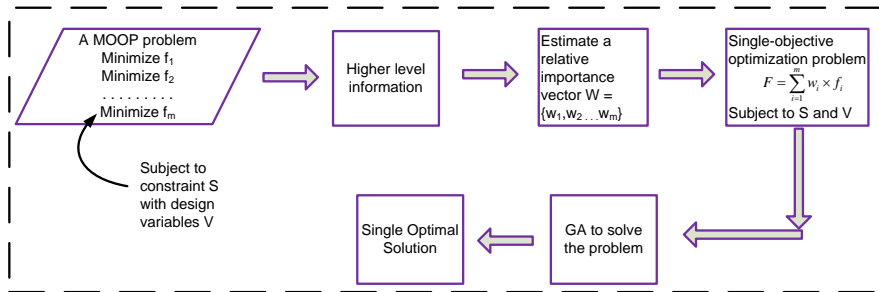 A MOOP problem
Minimize f₁
Minimize f₂
. . . . . . . . .
Minimize fₘ
Subject to
constraint S
with design
variables V
Higher level
information
Estimate a
relative
importance
vector W =
{w₁,w₂ . . .wₘ}
Single-objective
optimization problem
F = ∑ᵢ₌₁ᵐ wᵢ × fᵢ
Subject to S and V
GA to solve
the problem
Single Optimal
Solution